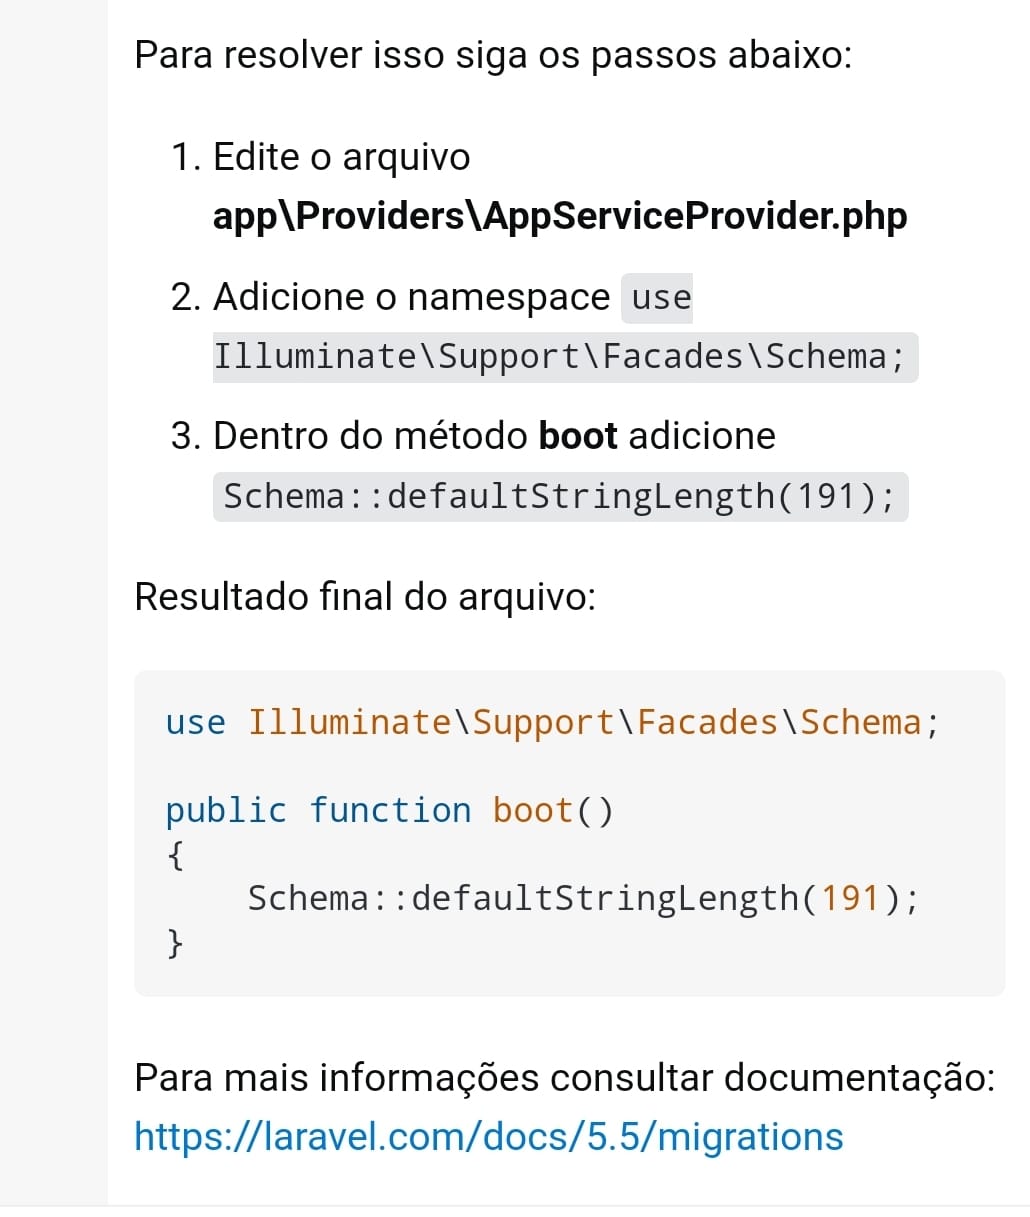 Para resolver isso siga os passos abaixo:
1. Edite o arquivo
app\Providers\AppServiceProvider.php
2. Adicione o namespace use
Illuminate\Support\Facades\Schema;
3. Dentro do método boot adicione
Schema::defaultStringLength(191);
Resultado final do arquivo:
use Illuminate\Support\Facades\Schema;
public function boot()
{
Schema::defaultStringLength(191);
}
Para mais informações consultar documentação:
https://laravel.com/docs/5.5/migrations